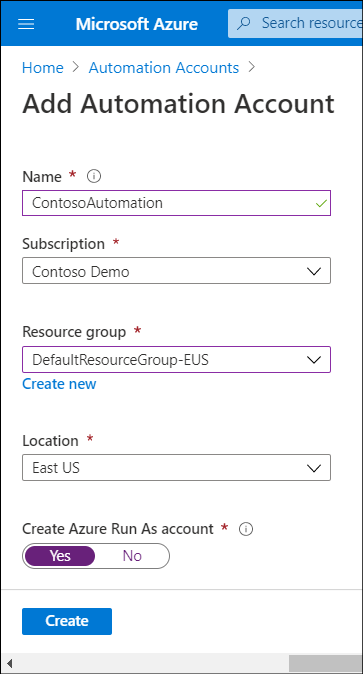 Microsoft Azure
Search resource
Home > Automation Accounts >
Add Automation Account
Name *
ContosoAutomation
Subscription *
Contoso Demo
Resource group *
DefaultResourceGroup-EUS
Create new
Location *
East US
Create Azure Run As account *
Yes No
Create